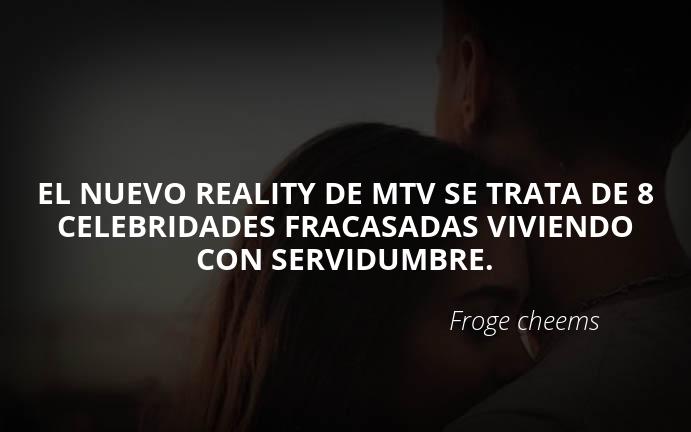 EL NUEVO REALITY DE MTV SE TRATA DE 8
CELEBRIDADES FRACASADAS VIVIENDO
CON SERVIDUMBRE.
Froge cheems